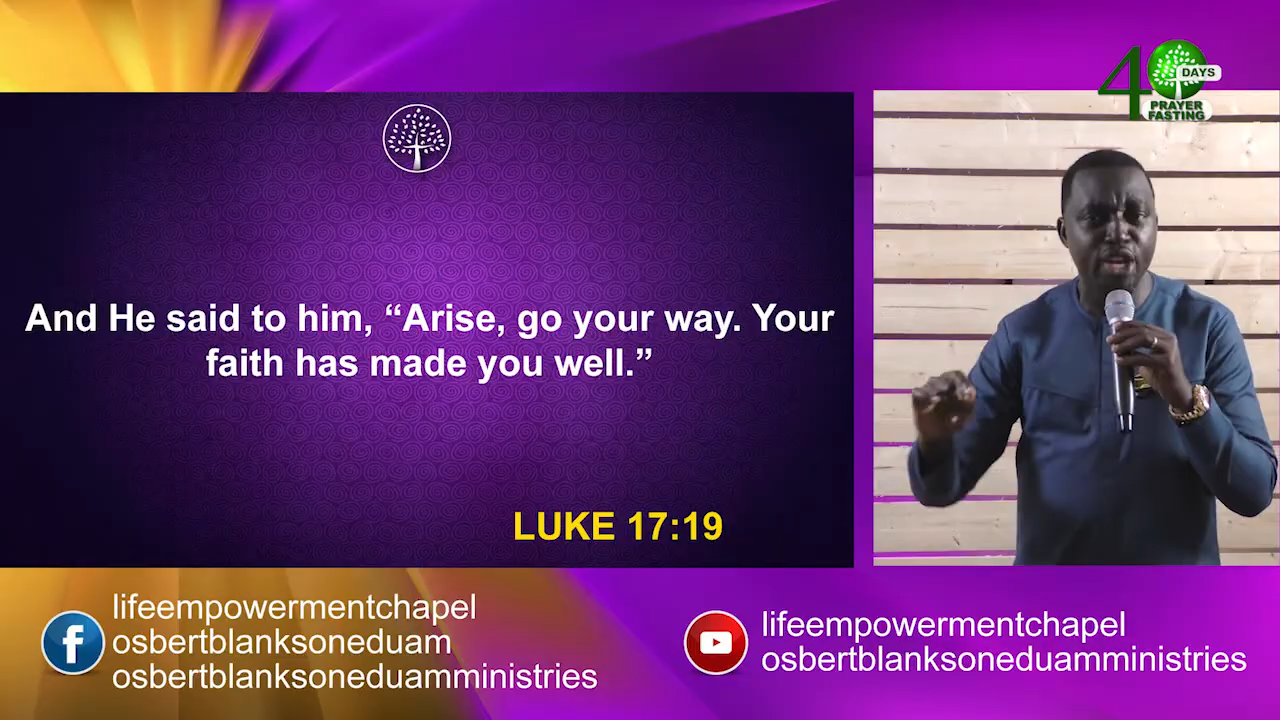 40 DAYS
PRAYER
FASTING
And He said to him, “Arise, go your way. Your
faith has made you well.”
LUKE 17:19
lifeempowermentchapel
osbertblanksoneduam
osbertblanksoneduamministries
lifeempowermentchapel
osbertblanksoneduamministries